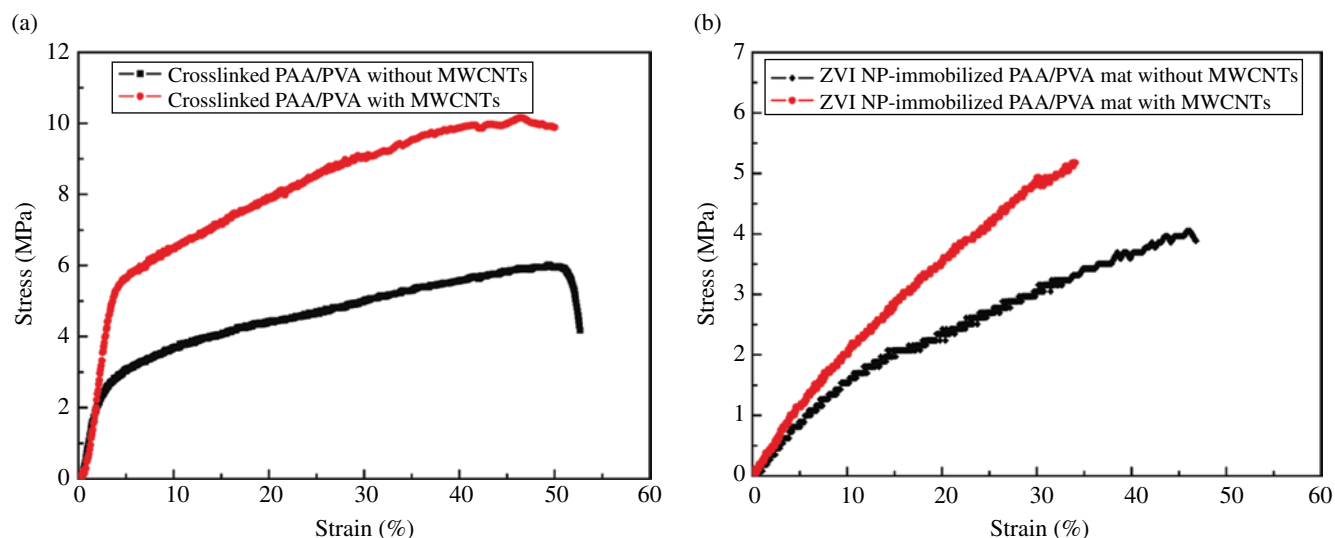 (a)
12
10
8
6
4
2
0
Stress (MPa)
Crosslinked PAA/PVA without MWCNTs
Crosslinked PAA/PVA with MWCNTs
0
10
20
30
40
50
60
Strain (%)
(b)
7
6
5
4
3
2
1
0
Stress (MPa)
ZVI NP-immobilized PAA/PVA mat without MWCNTs
ZVI NP-immobilized PAA/PVA mat with MWCNTs
0
10
20
30
40
50
60
Strain (%)